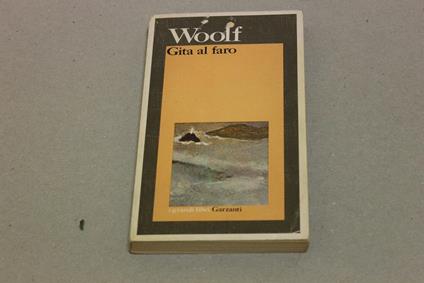 Woolf
Gita al faro
i grandi libri Garzanti